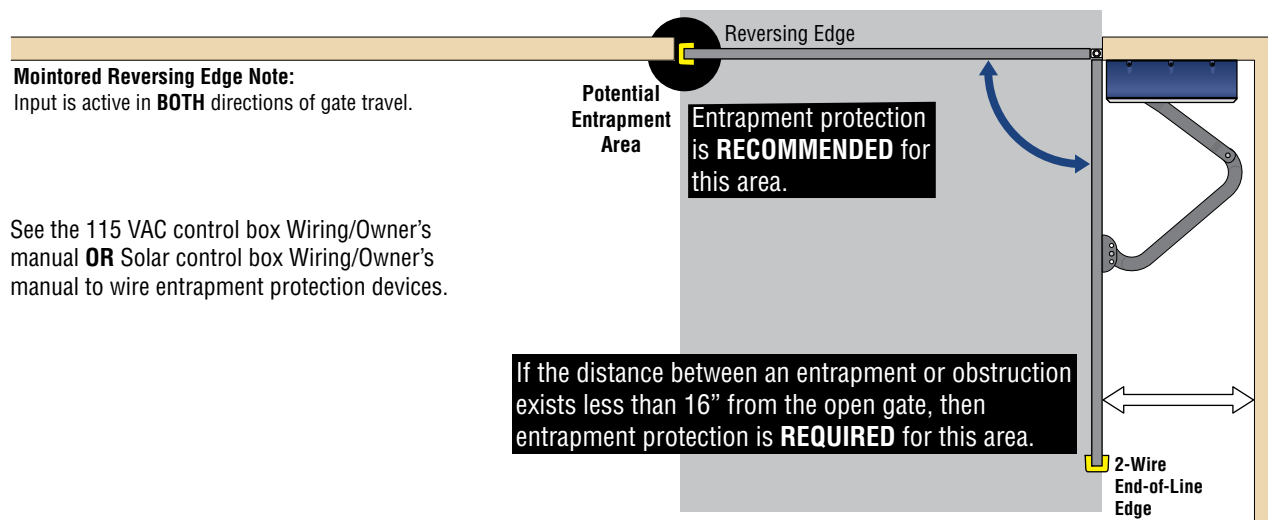 Reversing Edge
Mointored Reversing Edge Note:
Input is active in BOTH directions of gate travel.
Potential
Entrapment
Area
Entrapment protection
is RECOMMENDED for
this area.
See the 115 VAC control box Wiring/Owner’s
manual OR Solar control box Wiring/Owner’s
manual to wire entrapment protection devices.
If the distance between an entrapment or obstruction
exists less than 16” from the open gate, then
entrapment protection is REQUIRED for this area.
2-Wire
End-of-Line
Edge